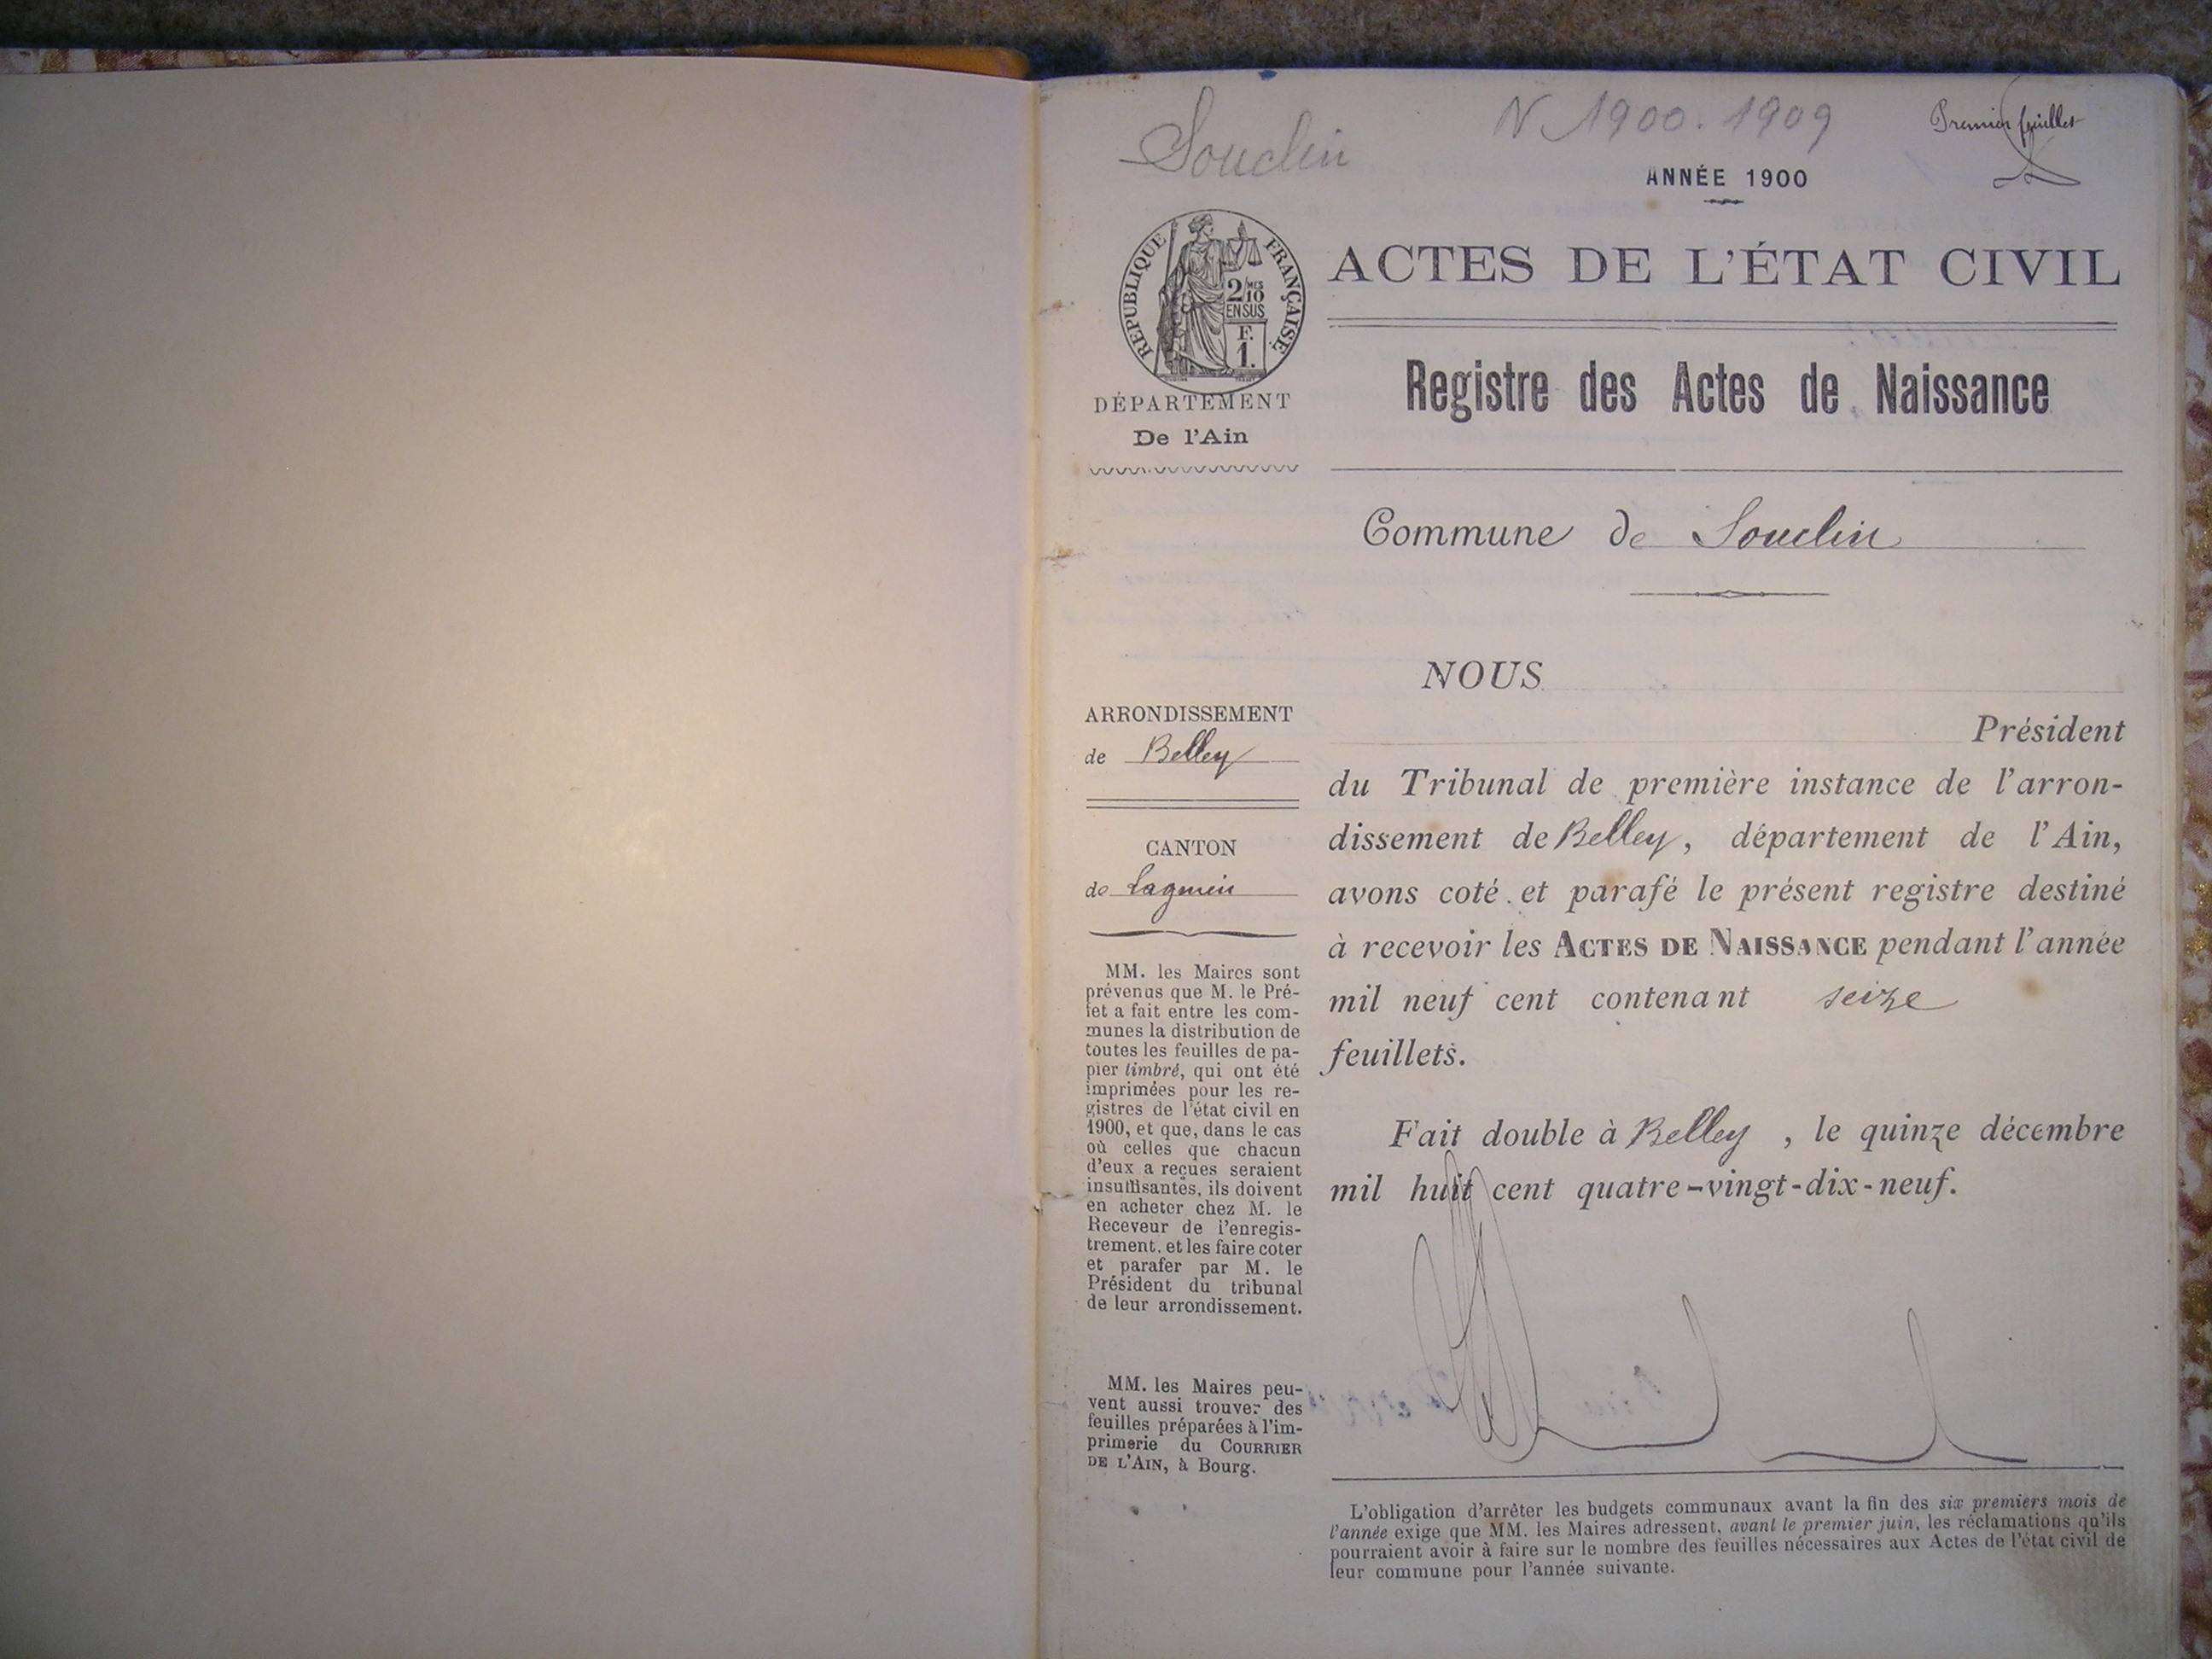 Souclin
N 1900. 1909
Premier feuillet
ANNÉE 1900
RÉPUBLIQUE FRANÇAISE
2/10 MES
EN SUS
F.
1.
ACTES DE L'ÉTAT CIVIL
DÉPARTEMENT
De l'Ain
Registre des Actes de Naissance
Commune de Souclin
ARRONDISSEMENT
de Belley
CANTON
de Lagnieu
MM. les Maires sont
prévenus que M. le Pré-
fet a fait entre les com-
munes la distribution de
toutes les feuilles de pa-
pier timbré, qui ont été
imprimées pour les re-
gistres de l'état civil en
1900, et que, dans le cas
où celles que chacun
d'eux a reçues seraient
insuffisantes, ils doivent
en acheter chez M. le
Receveur de l'enregis-
trement, et les faire coter
et parafer par M. le
Président du tribunal
de leur arrondissement.
MM. les Maires peu-
vent aussi trouver des
feuilles préparées à l'im-
primerie du COURRIER
DE L'AIN, à Bourg.
NOUS
Président
du Tribunal de première instance de l'arron-
dissement de Belley, département de l'Ain,
avons coté et parafé le présent registre destiné
à recevoir les ACTES DE NAISSANCE pendant l'année
mil neuf cent contenant seize
feuillets.
Fait double à Belley, le quinze décembre
mil huit cent quatre-vingt-dix-neuf.
L'obligation d'arrêter les budgets communaux avant la fin des six premiers mois de
l'année exige que MM. les Maires adressent, avant le premier juin, les réclamations qu'ils
pourraient avoir à faire sur le nombre des feuilles nécessaires aux Actes de l'état civil de
leur commune pour l'année suivante.